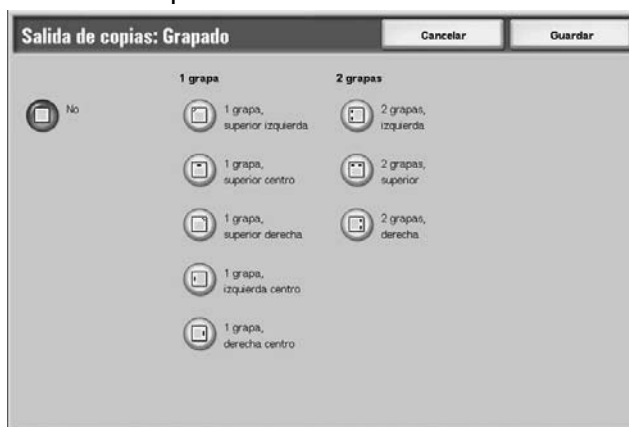 Salida de copias: Grapado
Cancelar
Guardar
1 grapa
2 grapas
No
1 grapa,
superior izquierda
2 grapas,
izquierda
1 grapa,
superior centro
2 grapas,
superior
1 grapa,
superior derecha
2 grapas,
derecha
1 grapa,
izquierda centro
1 grapa,
derecha centro